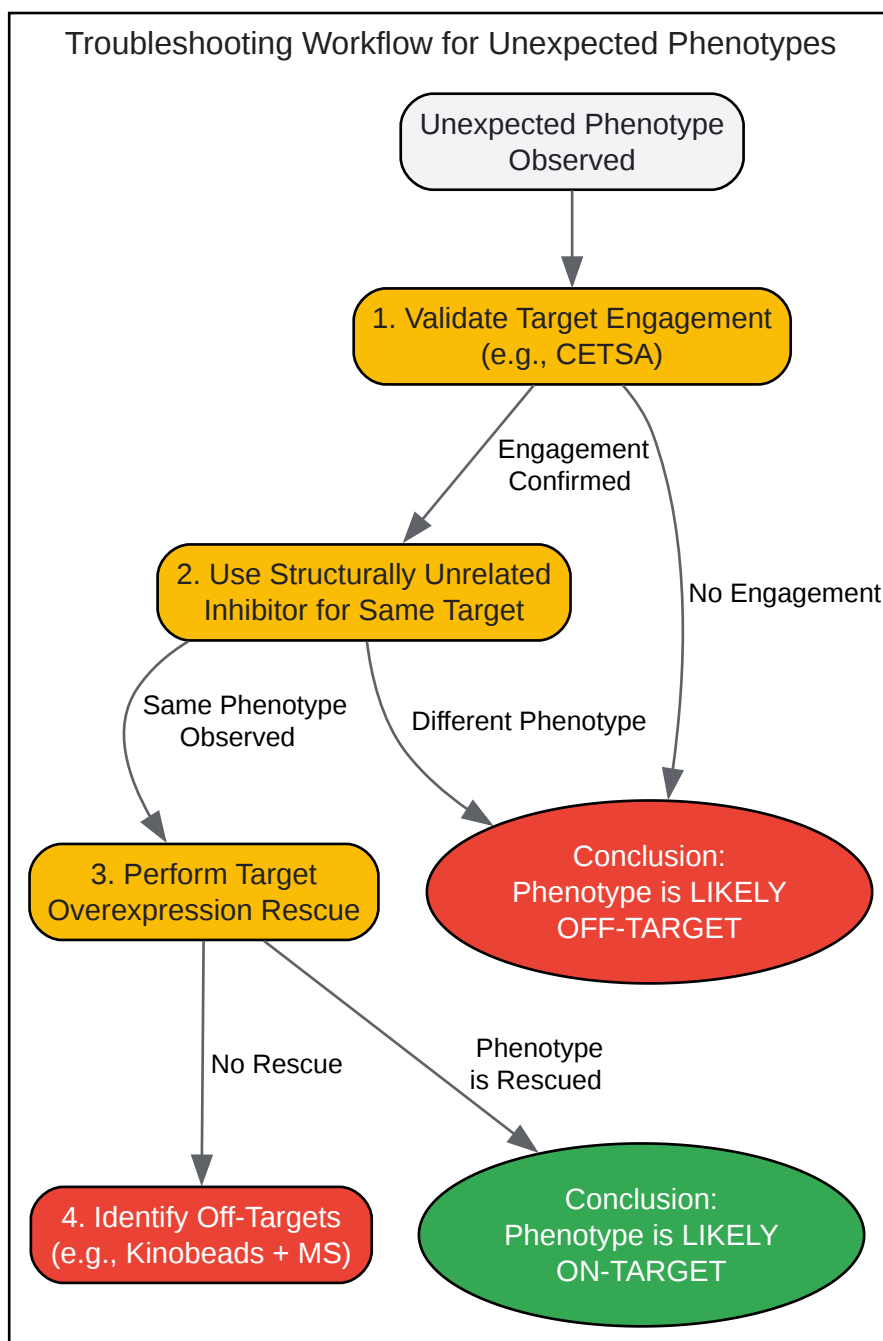 Troubleshooting Workflow for Unexpected Phenotypes
Unexpected Phenotype
Observed
1. Validate Target Engagement
(e.g., CETSA)
Engagement
Confirmed
No Engagement
2. Use Structurally Unrelated
Inhibitor for Same Target
Same Phenotype
Observed
Different Phenotype
3. Perform Target
Overexpression Rescue
Conclusion:
Phenotype is LIKELY
OFF-TARGET
No Rescue
Phenotype
is Rescued
4. Identify Off-Targets
(e.g., Kinobeads + MS)
Conclusion:
Phenotype is LIKELY
ON-TARGET